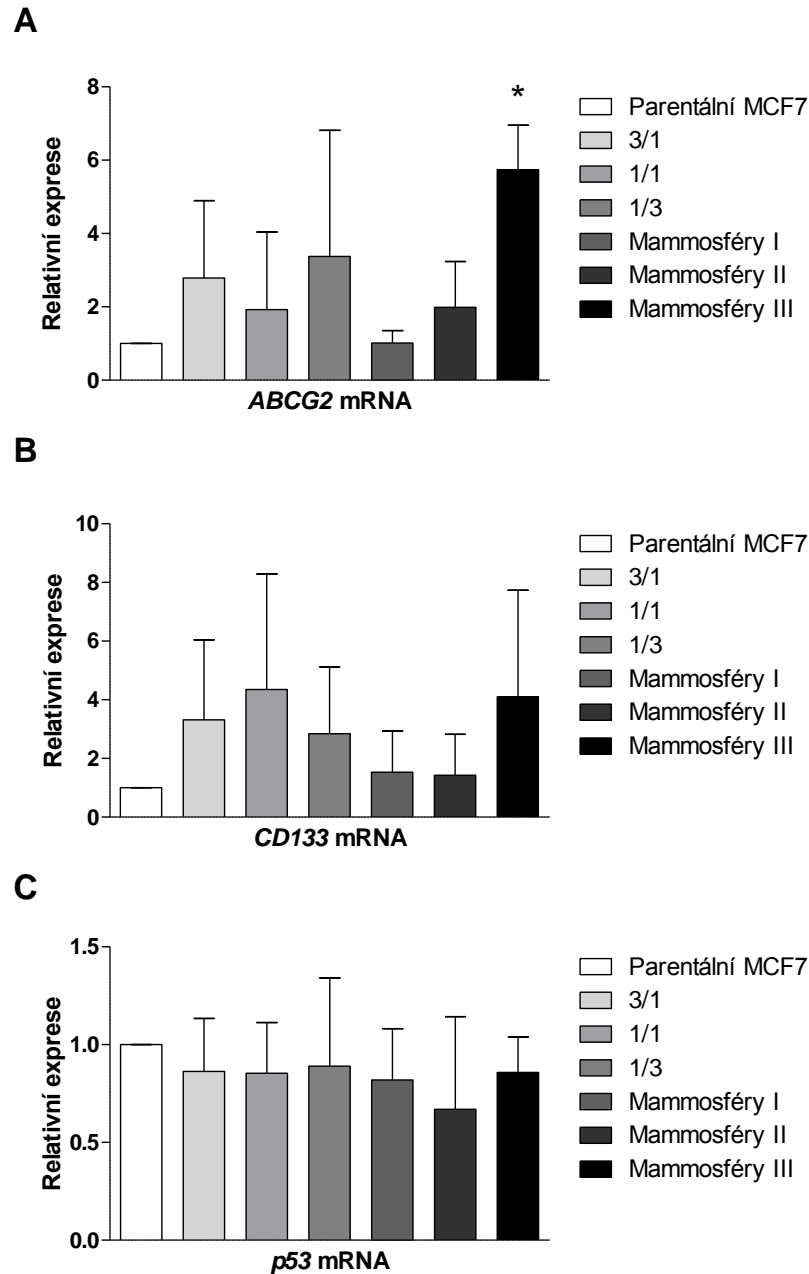 A
Relativní exprese
8
6
4
2
0
*
ABCG2 mRNA
Parentální MCF7
3/1
1/1
1/3
Mammosféry I
Mammosféry II
Mammosféry III
B
Relativní exprese
10
8
6
4
2
0
CD133 mRNA
Parentální MCF7
3/1
1/1
1/3
Mammosféry I
Mammosféry II
Mammosféry III
C
Relativní exprese
1.5
1.0
0.5
0.0
p53 mRNA
Parentální MCF7
3/1
1/1
1/3
Mammosféry I
Mammosféry II
Mammosféry III